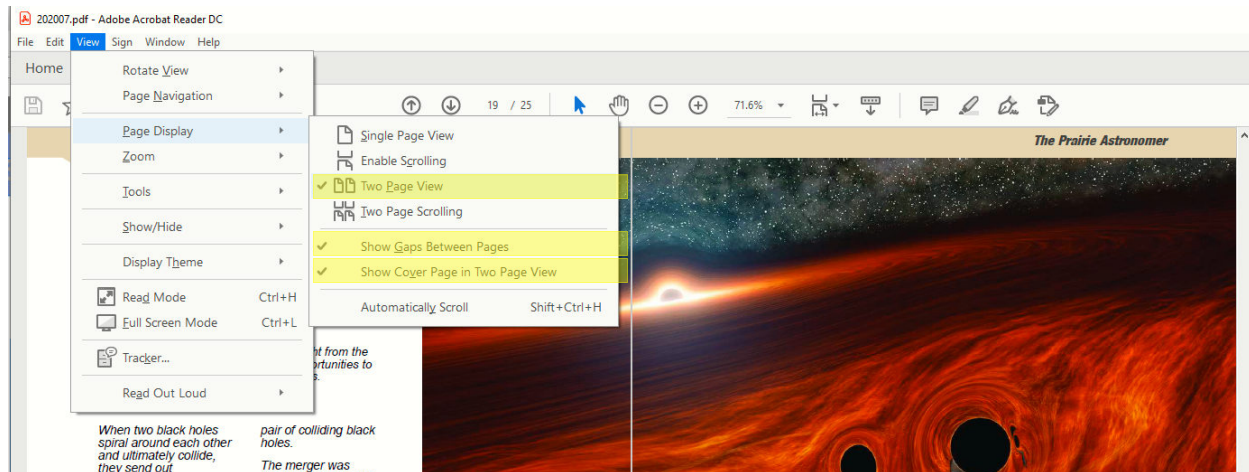 202007.pdf - Adobe Acrobat Reader DC
File Edit View Sign Window Help
Home
19 / 25 71.6%
Rotate View
Page Navigation
Page Display
Zoom
Tools
Show/Hide
Display Theme
Read Mode Ctrl+H
Full Screen Mode Ctrl+L
Tracker...
Read Out Loud
Single Page View
Enable Scrolling
Two Page View
Two Page Scrolling
Show Gaps Between Pages
Show Cover Page in Two Page View
Automatically Scroll Shift+Ctrl+H
The Prairie Astronomer
from the
to
When two black holes
spiral around each other
and ultimately collide,
they send out
pair of colliding black
holes.
The merger was